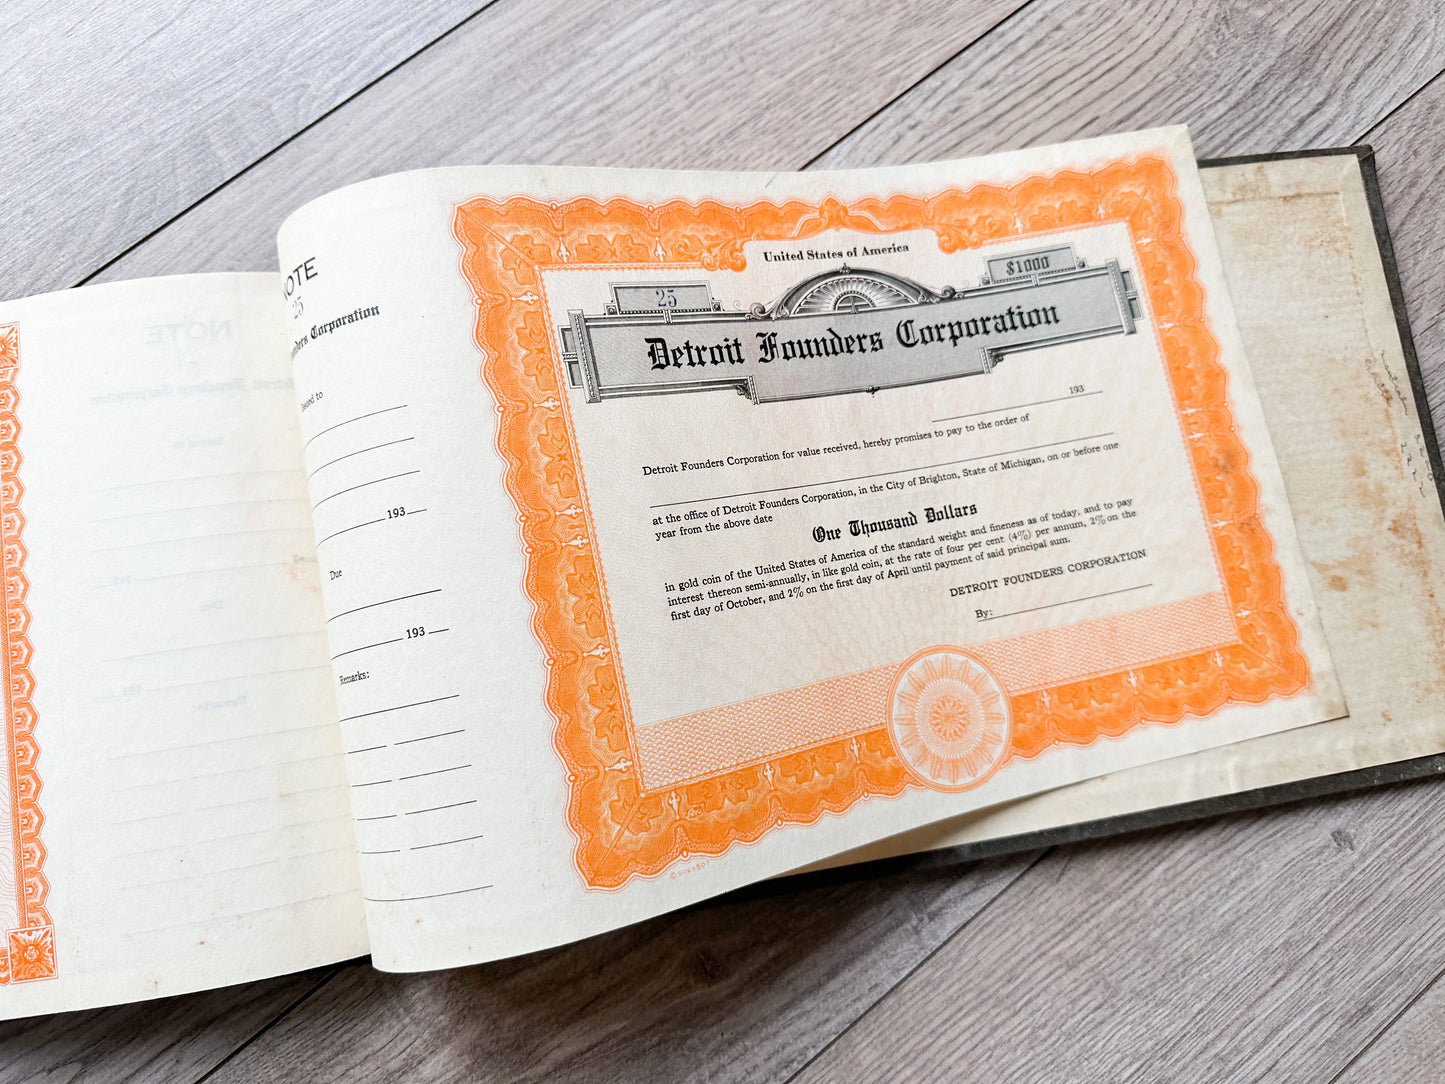 NOTE
25
Detroit Founders Corporation
United States of America
25
$1000
Detroit Founders Corporation
193
Detroit Founders Corporation for value received, hereby promises to pay to the order of
at the office of Detroit Founders Corporation, in the City of Brighton, State of Michigan, on or before one
year from the above date
One Thousand Dollars
in gold coin of the United States of America of the standard weight and fineness as of today, and to pay
interest thereon semi-annually, in like gold coin, at the rate of four per cent (4%) per annum, 2% on the
first day of October, and 2% on the first day of April until payment of said principal sum.
DETROIT FOUNDERS CORPORATION
By:
NOTE
25
nders Corporation
Issued to
193
Due
193
Remarks: